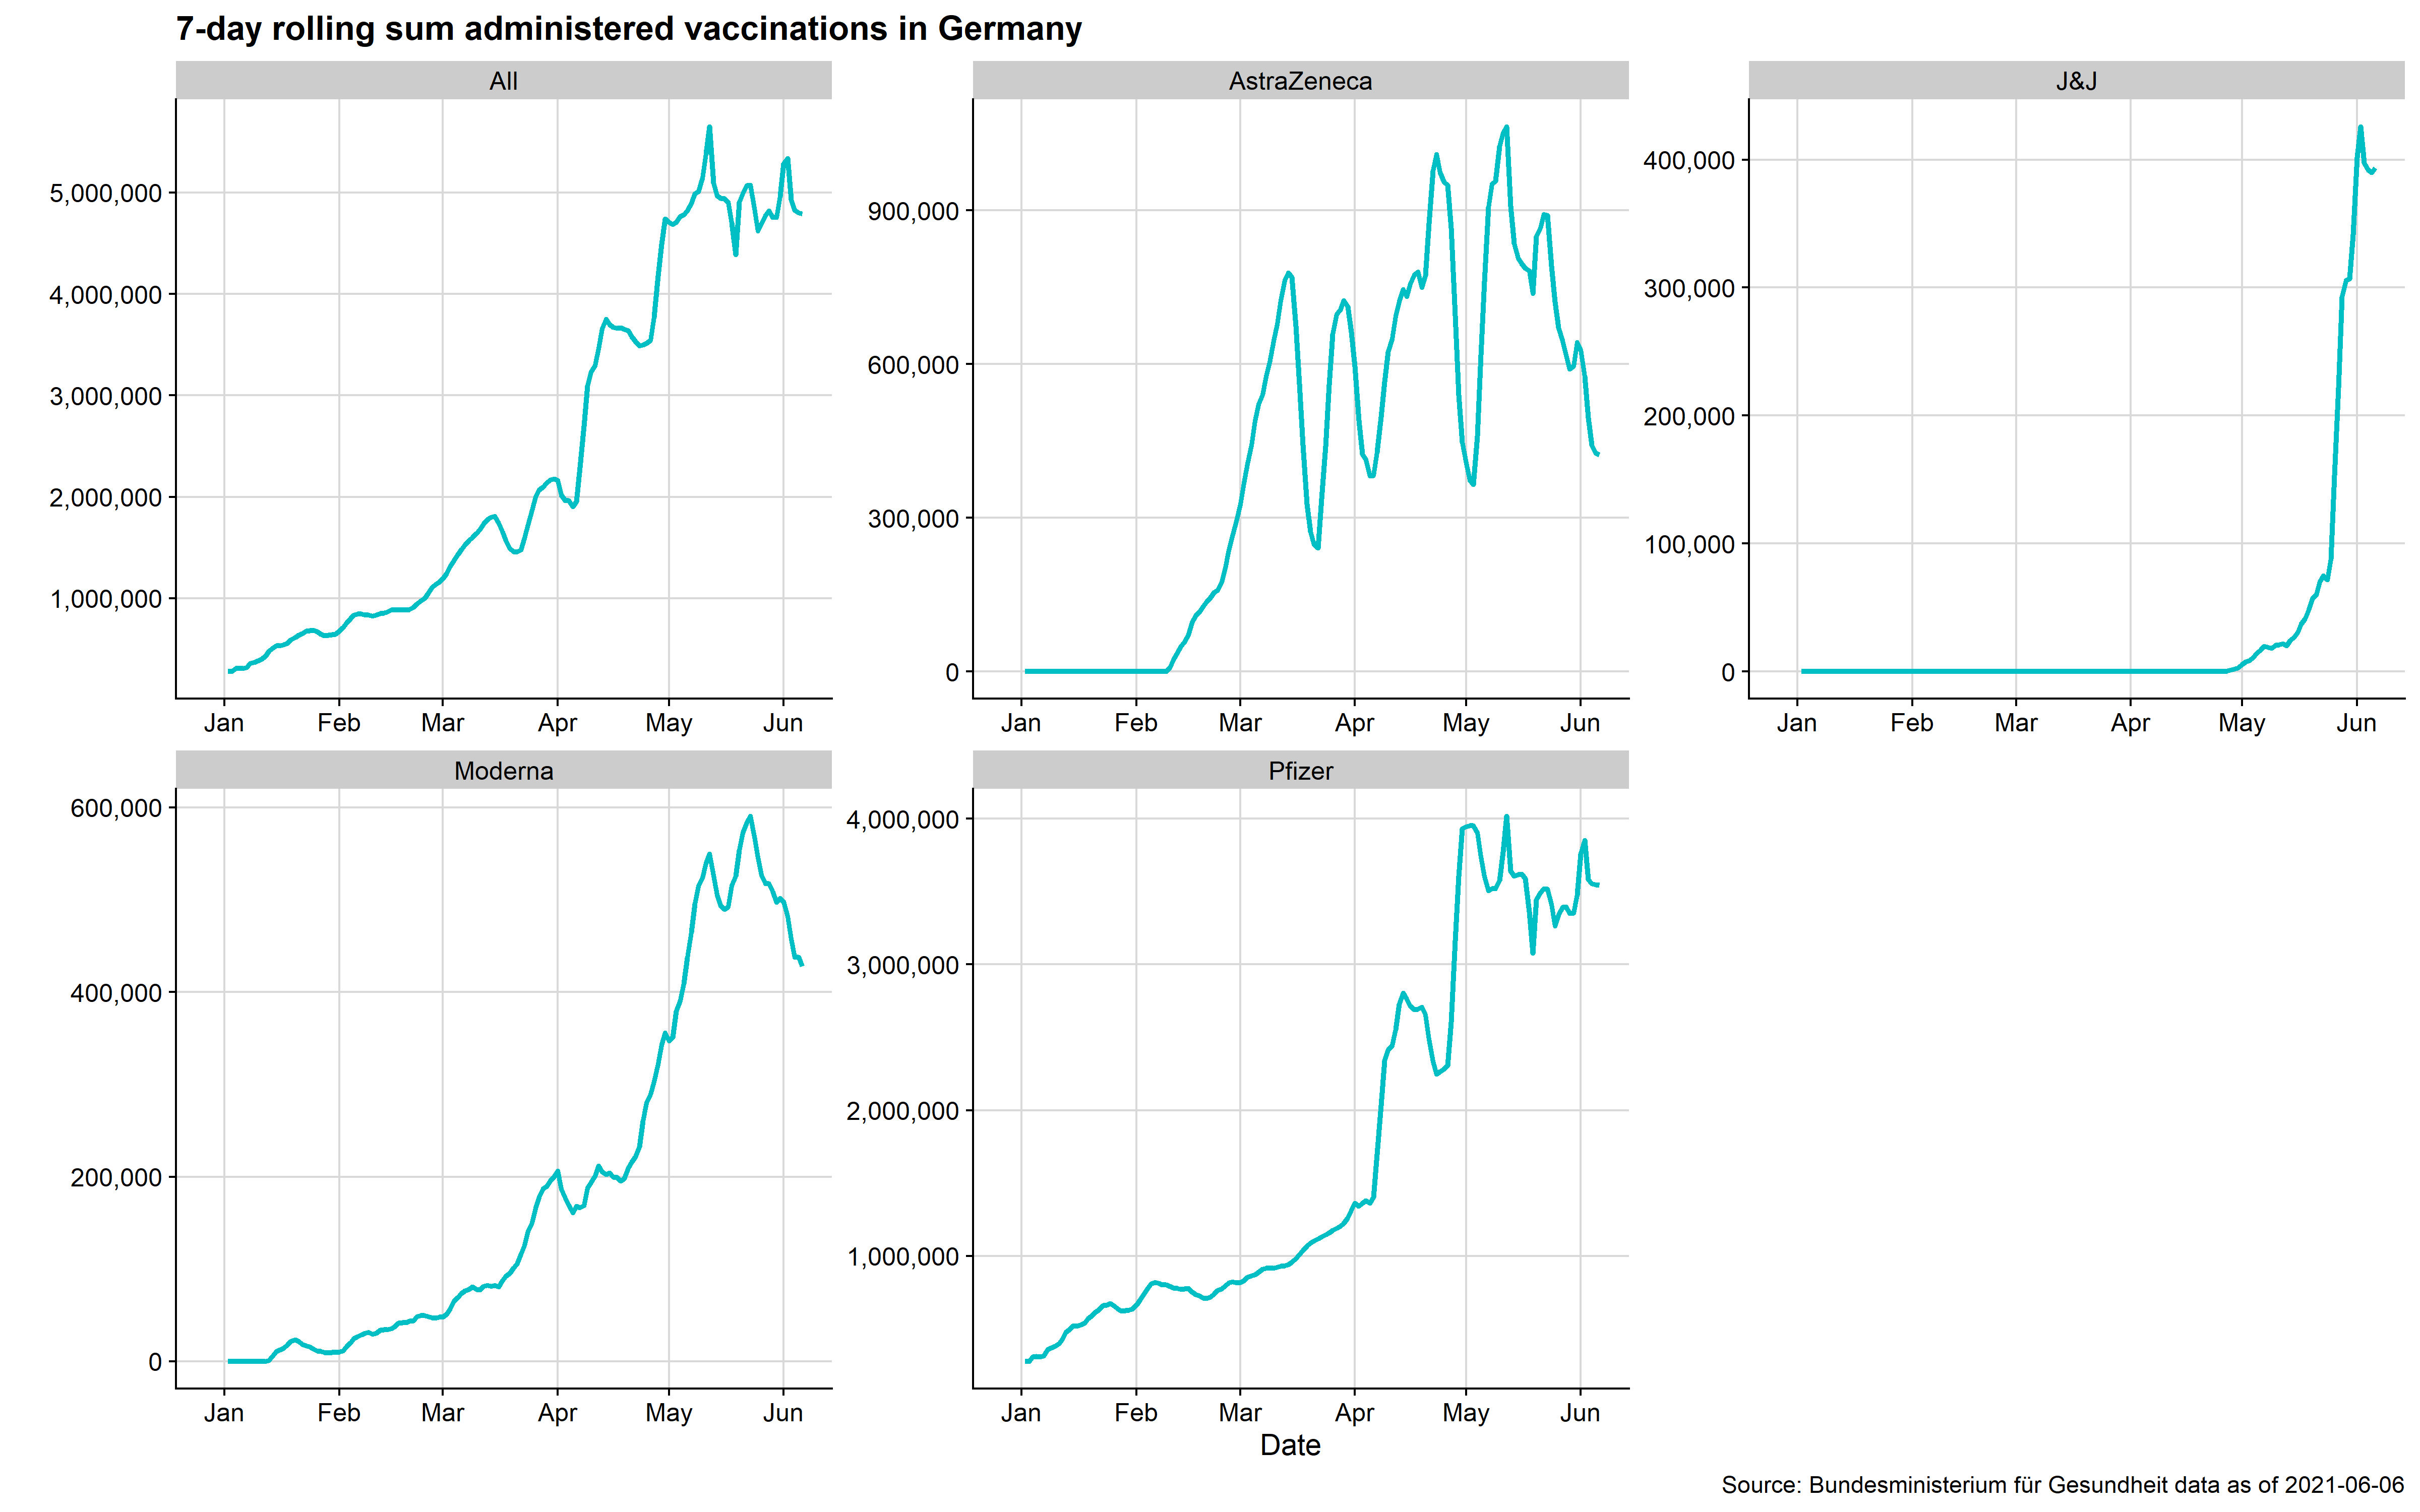 7-day rolling sum administered vaccinations in Germany
All
AstraZeneca
J&J
5,000,000
4,000,000
3,000,000
2,000,000
1,000,000
Jan Feb Mar Apr May Jun
900,000
600,000
300,000
0
Jan Feb Mar Apr May Jun
400,000
300,000
200,000
100,000
0
Jan Feb Mar Apr May Jun
Moderna
Pfizer
600,000
400,000
200,000
0
Jan Feb Mar Apr May Jun
4,000,000
3,000,000
2,000,000
1,000,000
Jan Feb Mar Apr May Jun
Date
Source: Bundesministerium für Gesundheit data as of 2021-06-06